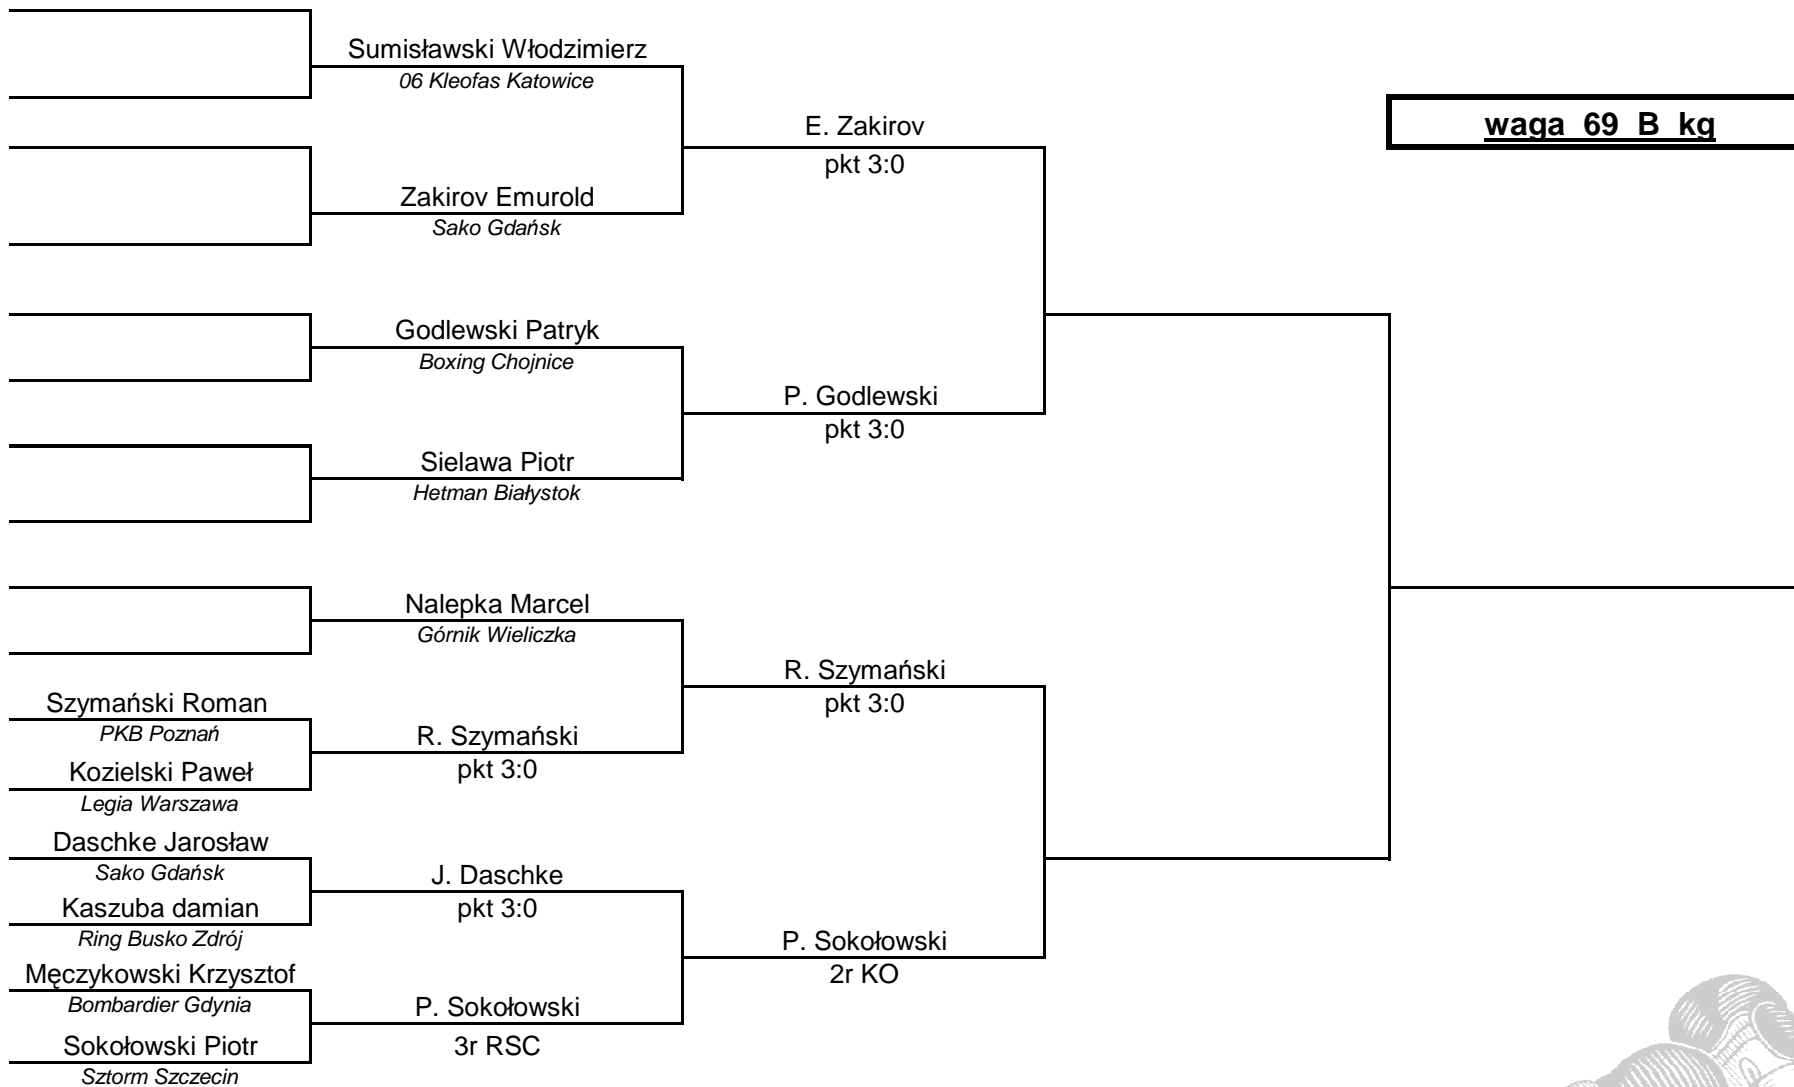 Sumisławski Włodzimierz
06 Kleofas Katowice
E. Zakirov
pkt 3:0
waga 69 B kg
Zakirov Emurold
Sako Gdańsk
Godlewski Patryk
Boxing Chojnice
P. Godlewski
pkt 3:0
Sielawa Piotr
Hetman Białystok
Nalepka Marcel
Górnik Wieliczka
R. Szymański
pkt 3:0
Szymański Roman
PKB Poznań
R. Szymański
pkt 3:0
Kozielski Paweł
Legia Warszawa
Daschke Jarosław
Sako Gdańsk
J. Daschke
pkt 3:0
Kaszuba damian
Ring Busko Zdrój
P. Sokołowski
2r KO
Męczykowski Krzysztof
Bombardier Gdynia
P. Sokołowski
3r RSC
Sokołowski Piotr
Sztorm Szczecin